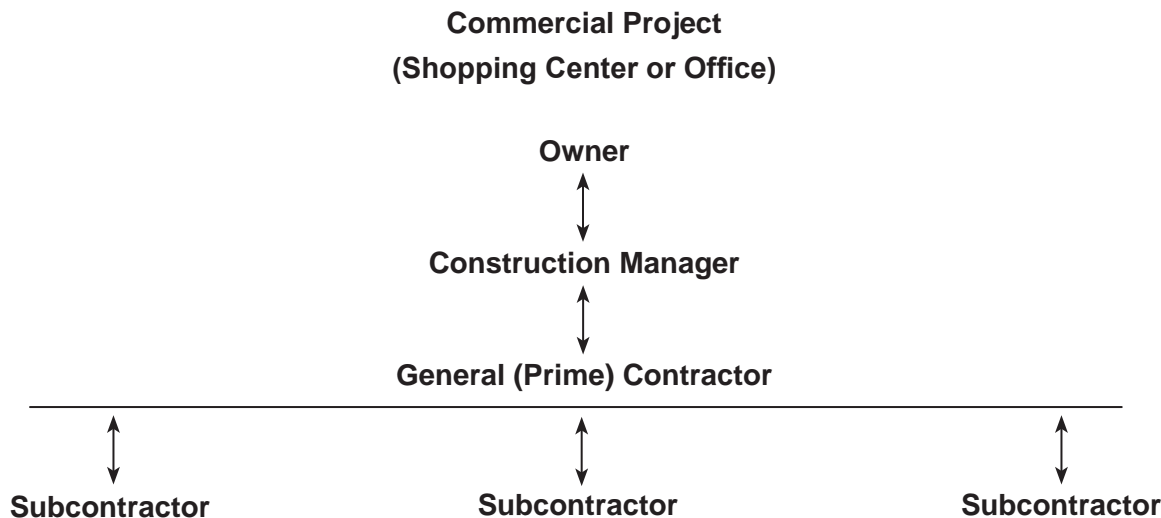 Commercial Project
(Shopping Center or Office)
Owner
Construction Manager
General (Prime) Contractor
Subcontractor Subcontractor Subcontractor